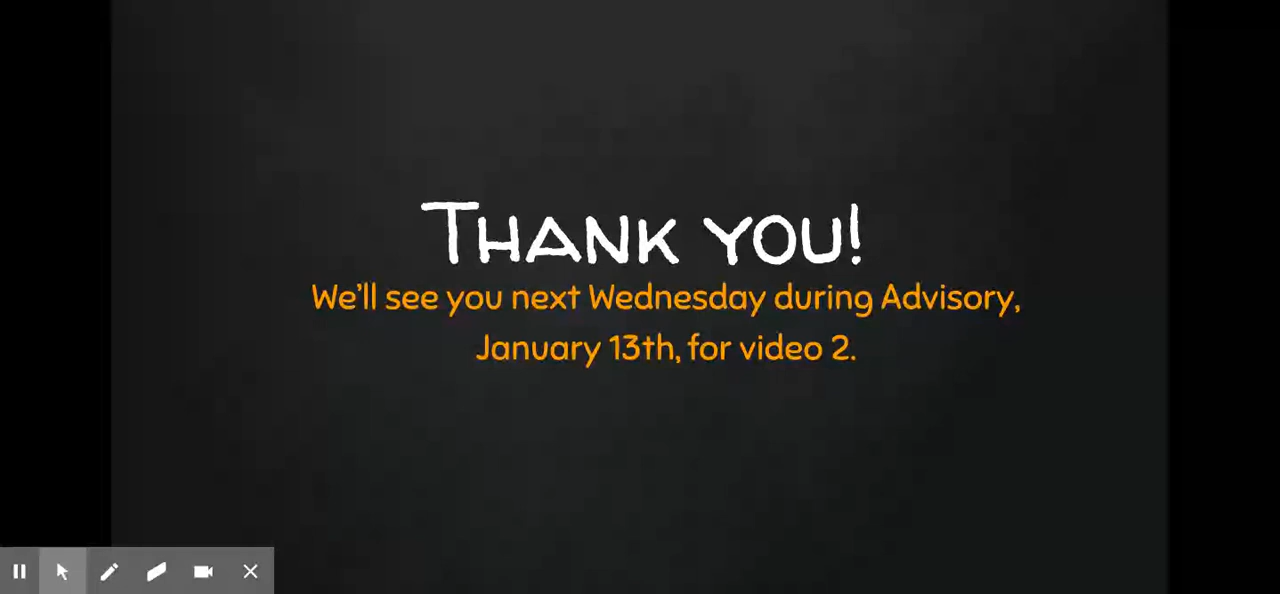 THANK YOU!
We'll see you next Wednesday during Advisory,
January 13th, for video 2.